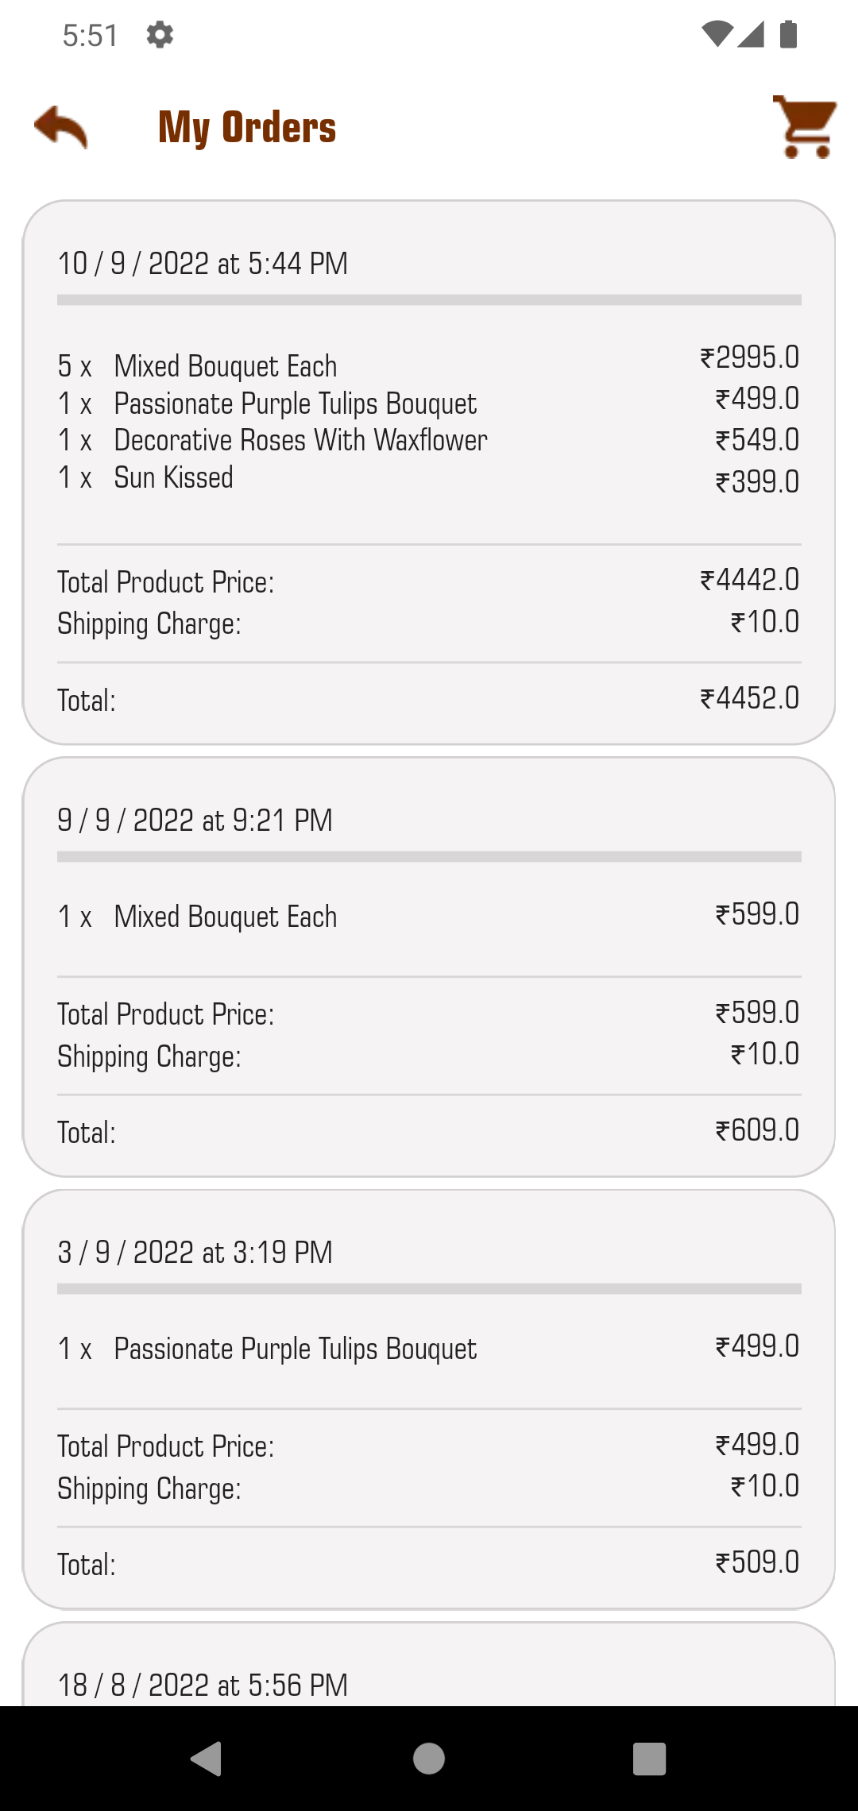 5:51
My Orders
10 / 9 / 2022 at 5:44 PM
5 x Mixed Bouquet Each ₹2995.0
1 x Passionate Purple Tulips Bouquet ₹499.0
1 x Decorative Roses With Waxflower ₹549.0
1 x Sun Kissed ₹399.0
Total Product Price: ₹4442.0
Shipping Charge: ₹10.0
Total: ₹4452.0
9 / 9 / 2022 at 9:21 PM
1 x Mixed Bouquet Each ₹599.0
Total Product Price: ₹599.0
Shipping Charge: ₹10.0
Total: ₹609.0
3 / 9 / 2022 at 3:19 PM
1 x Passionate Purple Tulips Bouquet ₹499.0
Total Product Price: ₹499.0
Shipping Charge: ₹10.0
Total: ₹509.0
18 / 8 / 2022 at 5:56 PM